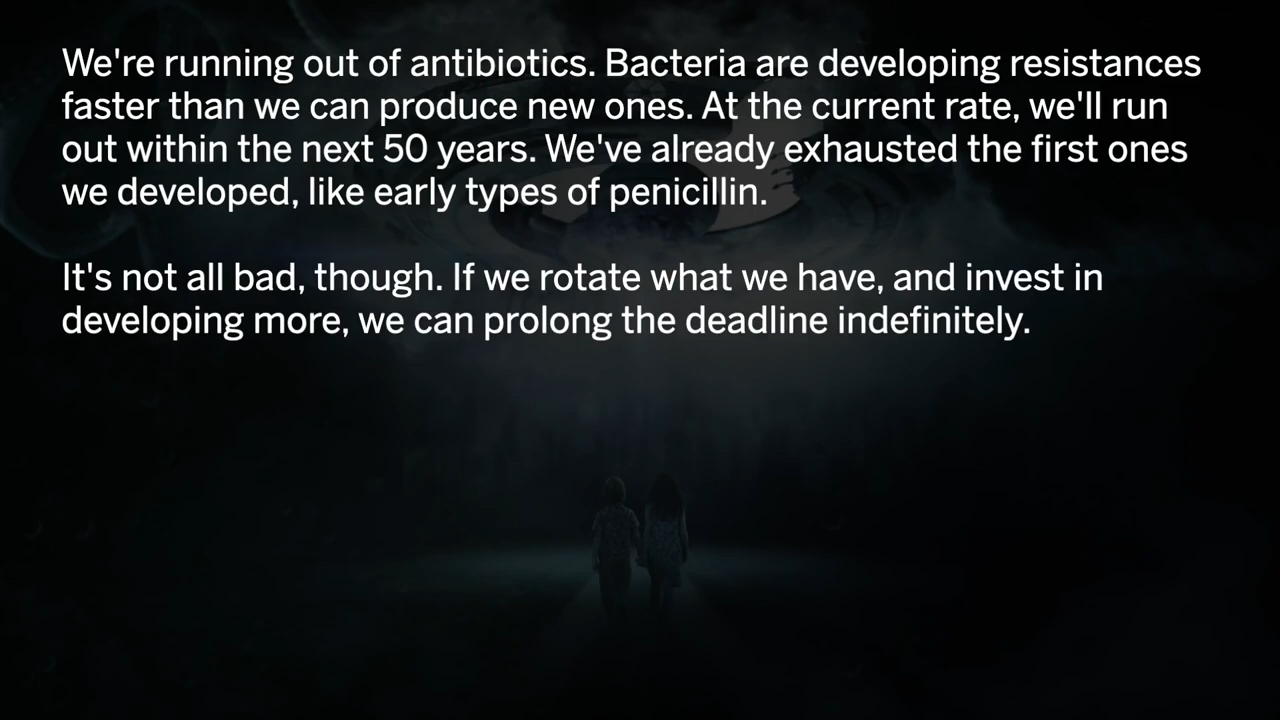 We're running out of antibiotics. Bacteria are developing resistances
faster than we can produce new ones. At the current rate, we'll run
out within the next 50 years. We've already exhausted the first ones
we developed, like early types of penicillin.
It's not all bad, though. If we rotate what we have, and invest in
developing more, we can prolong the deadline indefinitely.